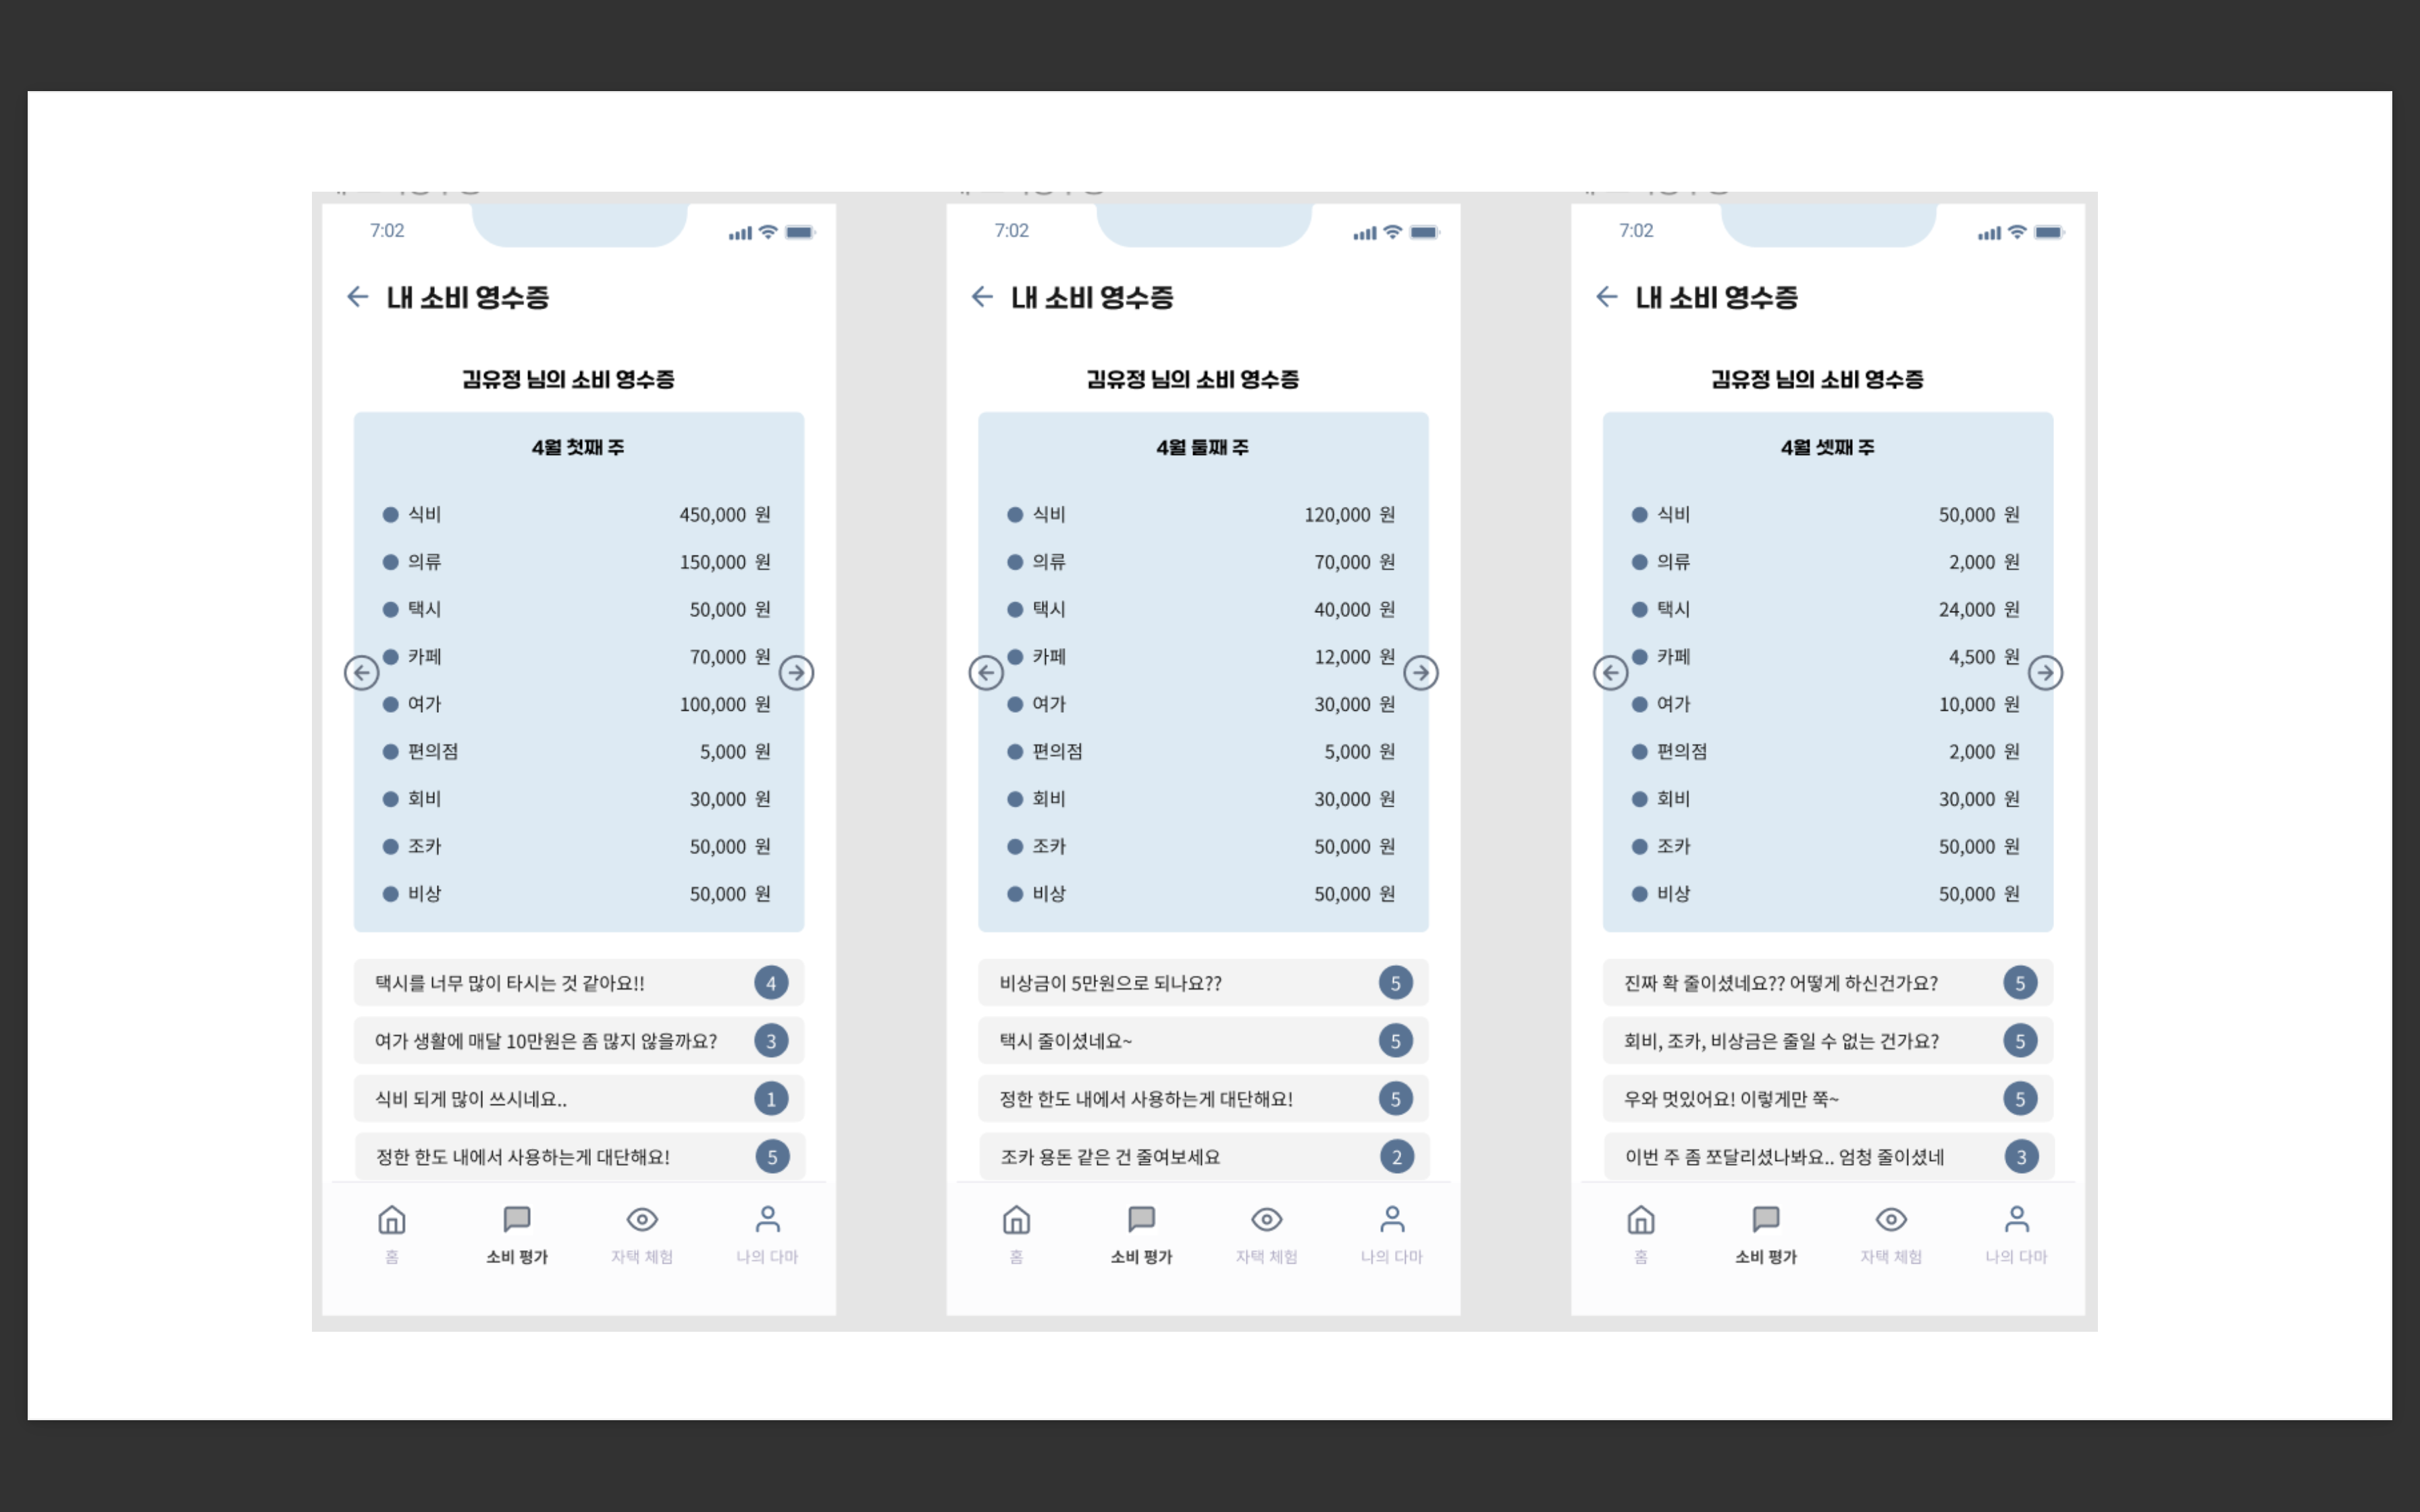 7:02
내 소비 영수증
김유정 님의 소비 영수증
4월 첫째 주
식비 450,000 원
의류 150,000 원
택시 50,000 원
카페 70,000 원
여가 100,000 원
편의점 5,000 원
회비 30,000 원
조카 50,000 원
비상 50,000 원
택시를 너무 많이 타시는 것 같아요!! 4
여가 생활에 매달 10만원은 좀 많지 않을까요? 3
식비 되게 많이 쓰시네요.. 1
정한 한도 내에서 사용하는게 대단해요! 5
홈 소비 평가 자택 체험 나의 다마
7:02
내 소비 영수증
김유정 님의 소비 영수증
4월 둘째 주
식비 120,000 원
의류 70,000 원
택시 40,000 원
카페 12,000 원
여가 30,000 원
편의점 5,000 원
회비 30,000 원
조카 50,000 원
비상 50,000 원
비상금이 5만원으로 되나요?? 5
택시 줄이셨네요~ 5
정한 한도 내에서 사용하는게 대단해요! 5
조카 용돈 같은 건 줄여보세요 2
홈 소비 평가 자택 체험 나의 다마
7:02
내 소비 영수증
김유정 님의 소비 영수증
4월 셋째 주
식비 50,000 원
의류 2,000 원
택시 24,000 원
카페 4,500 원
여가 10,000 원
편의점 2,000 원
회비 30,000 원
조카 50,000 원
비상 50,000 원
진짜 확 줄이셨네요?? 어떻게 하신건가요? 5
회비, 조카, 비상금은 줄일 수 없는 건가요? 5
우와 멋있어요! 이렇게만 쭉~ 5
이번 주 좀 쪼달리셨나봐요.. 엄청 줄이셨네 3
홈 소비 평가 자택 체험 나의 다마